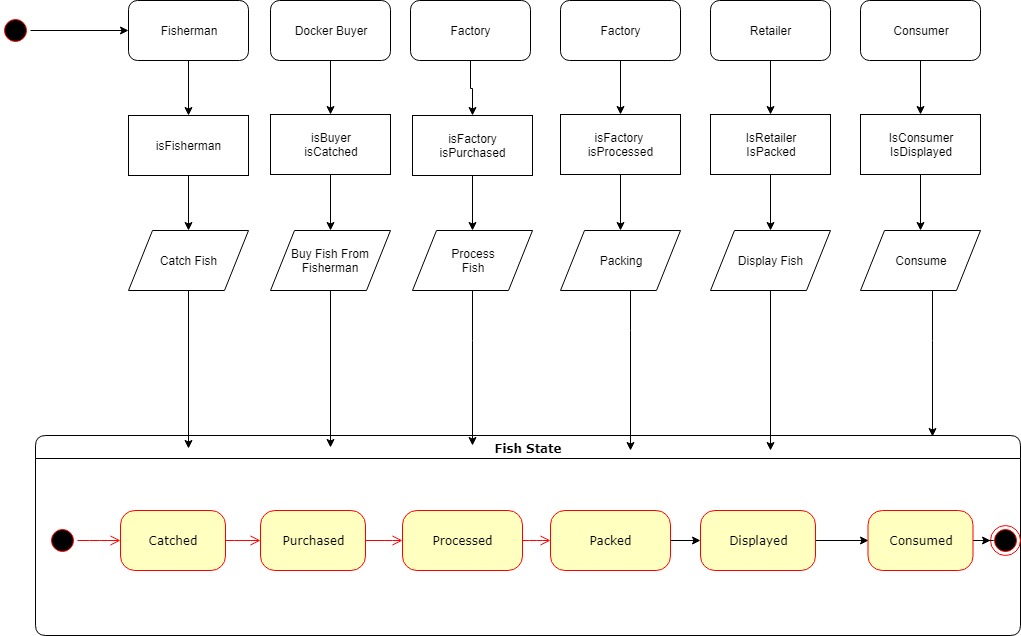 Fisherman
Docker Buyer
Factory
Factory
Retailer
Consumer
isFisherman
isBuyer
isCatched
isFactory
isPurchased
isFactory
isProcessed
IsRetailer
IsPacked
IsConsumer
IsDisplayed
Catch Fish
Buy Fish From
Fisherman
Process
Fish
Packing
Display Fish
Consume
Fish State
Catched
Purchased
Processed
Packed
Displayed
Consumed